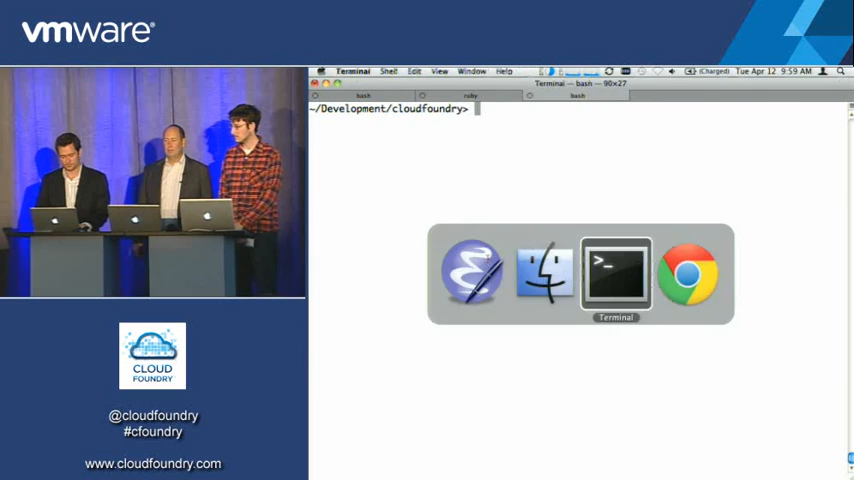 vmware®
Terminal Shell Edit View Window Help
(Charged) Tue Apr 12 9:59 AM
Terminal — bash — 90×27
bash
ruby
bash
~/Development/cloudfoundry>
>_
Terminal
CLOUD
FOUNDRY
@cloudfoundry
#cfoundry
www.cloudfoundry.com